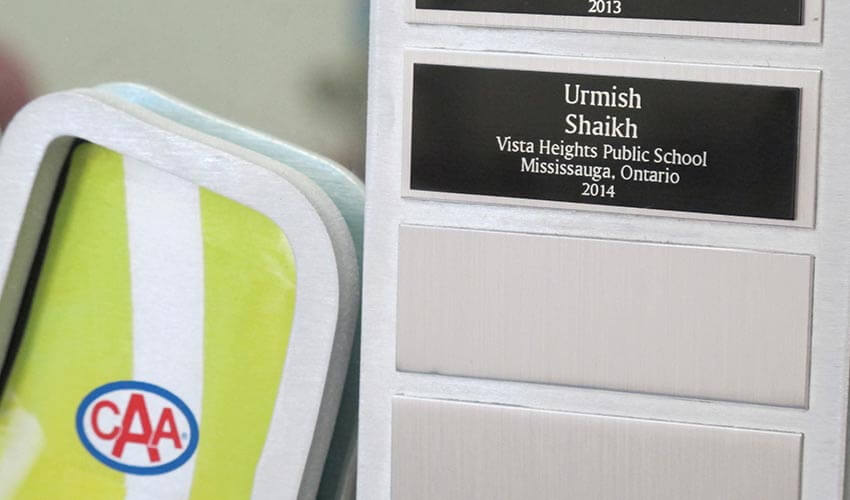 2013
Urmish
Shaikh
Vista Heights Public School
Mississauga, Ontario
2014
CAA